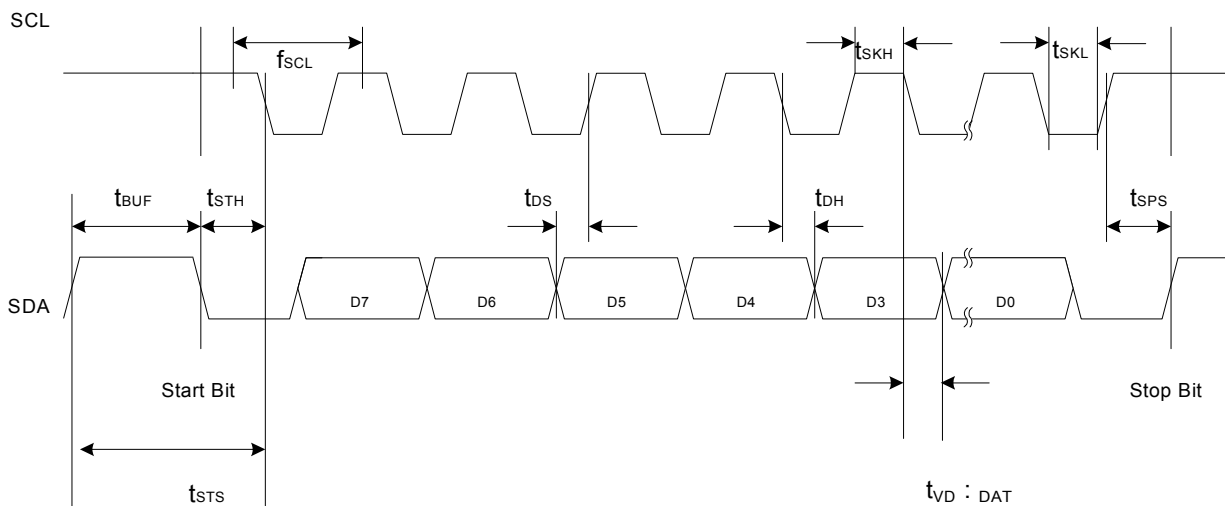 SCL
fSCL
tSKH
tSKL
tBUF
tSTH
tDS
tDH
tSPS
SDA
D7
D6
D5
D4
D3
D0
Start Bit
Stop Bit
tSTS
tVD : DAT